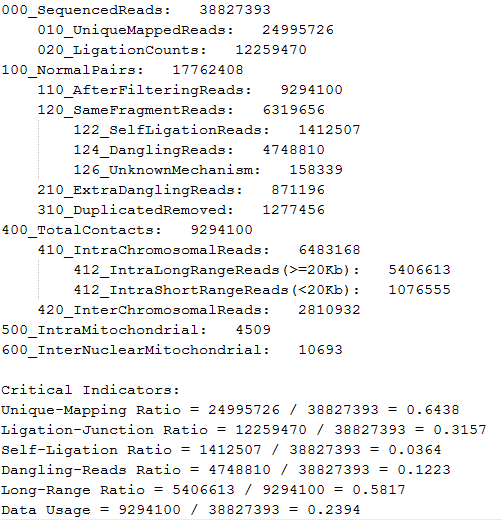 000_SequencedReads: 38827393
010_UniqueMappedReads: 24995726
020_LigationCounts: 12259470
100_NormalPairs: 17762408
110_AfterFilteringReads: 9294100
120_SameFragmentReads: 6319656
122_SelfLigationReads: 1412507
124_DanglingReads: 4748810
126_UnknownMechanism: 158339
210_ExtraDanglingReads: 871196
310_DuplicatedRemoved: 1277456
400_TotalContacts: 9294100
410_IntraChromosomalReads: 6483168
412_IntraLongRangeReads(>=20Kb): 5406613
412_IntraShortRangeReads(<20Kb): 1076555
420_InterChromosomalReads: 2810932
500_IntraMitochondrial: 4509
600_InterNuclearMitochondrial: 10693

Critical Indicators:
Unique-Mapping Ratio = 24995726 / 38827393 = 0.6438
Ligation-Junction Ratio = 12259470 / 38827393 = 0.3157
Self-Ligation Ratio = 1412507 / 38827393 = 0.0364
Dangling-Reads Ratio = 4748810 / 38827393 = 0.1223
Long-Range Ratio = 5406613 / 9294100 = 0.5817
Data Usage = 9294100 / 38827393 = 0.2394